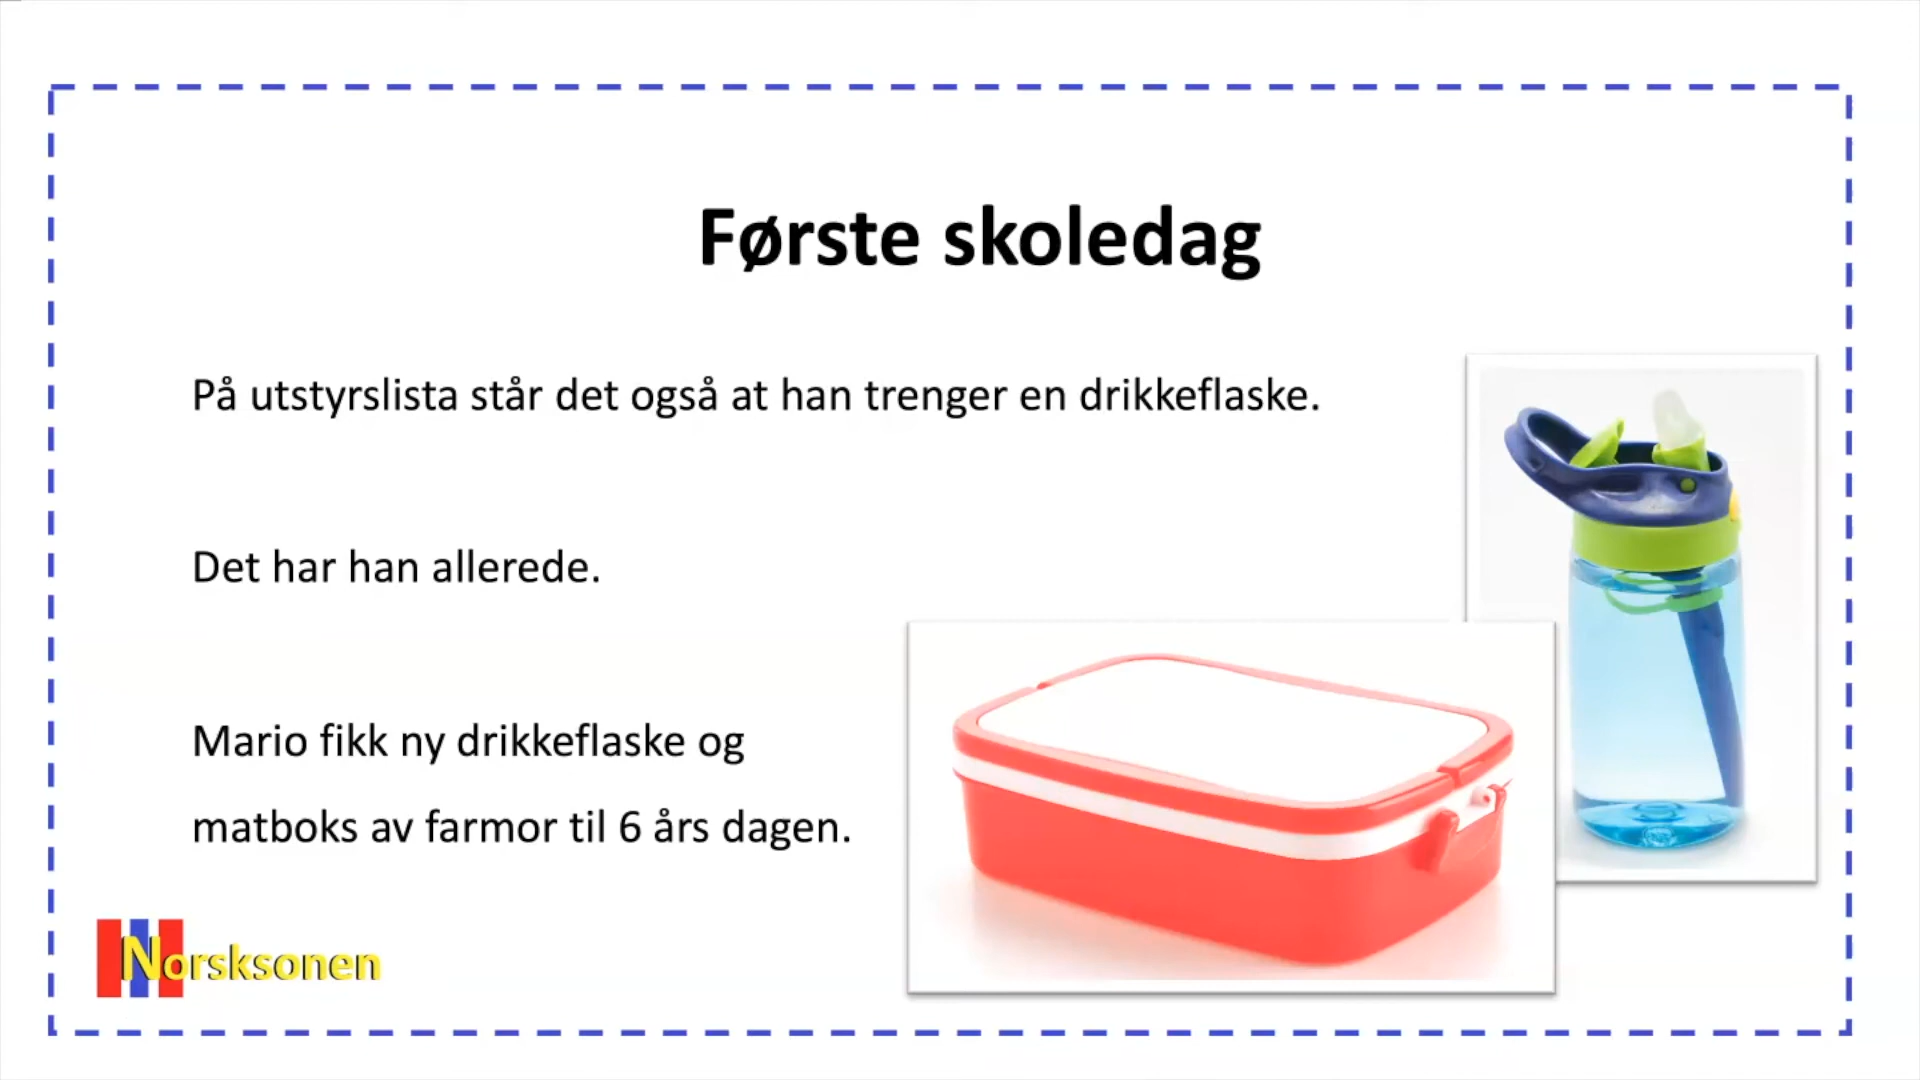 Første skoledag
På utstyrslista står det også at han trenger en drikkeflaske.
Det har han allerede.
Mario fikk ny drikkeflaske og
matboks av farmor til 6 års dagen.
Norsksonen